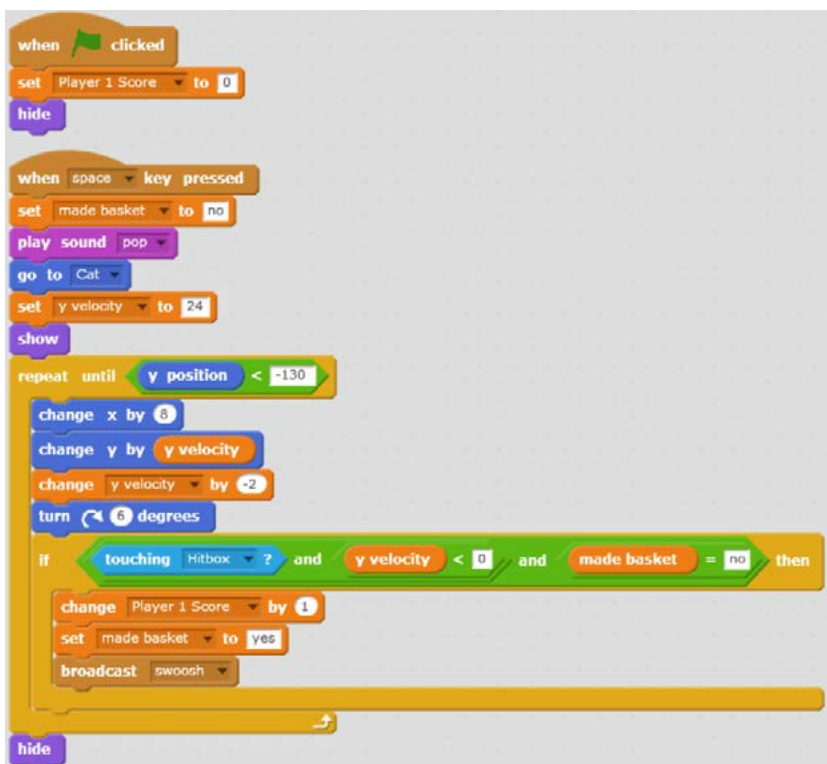 when clicked
set Player 1 Score to 0
hide
when space key pressed
set made basket to no
play sound pop
go to Cat
set y velocity to 24
show
repeat until y position < -130
change x by 8
change y by y velocity
change y velocity by -2
turn 6 degrees
if touching Hitbox ? and y velocity < 0 and made basket = no then
change Player 1 Score by 1
set made basket to yes
broadcast swoosh
hide